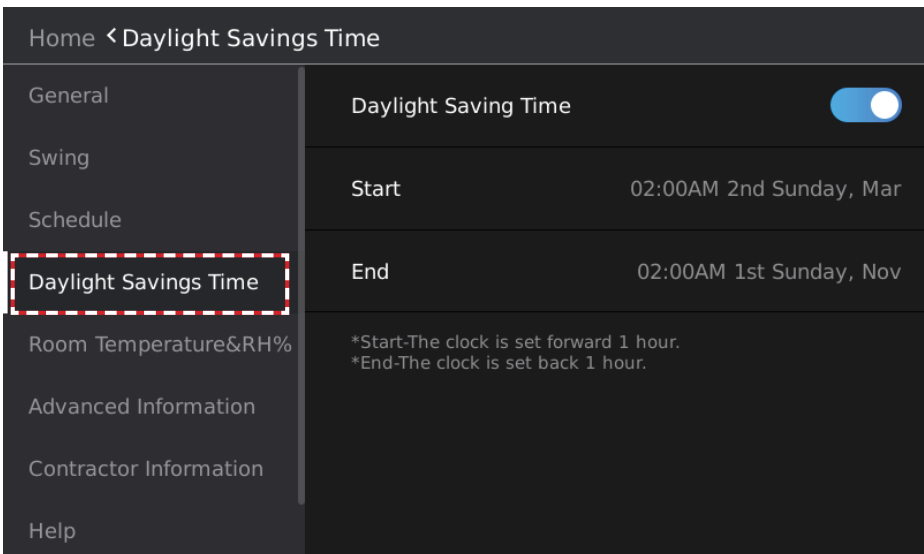 Home <Daylight Savings Time
General
Swing
Schedule
Daylight Savings Time
Room Temperature&RH%
Advanced Information
Contractor Information
Help
Daylight Saving Time
Start 02:00AM 2nd Sunday, Mar
End 02:00AM 1st Sunday, Nov
*Start-The clock is set forward 1 hour.
*End-The clock is set back 1 hour.